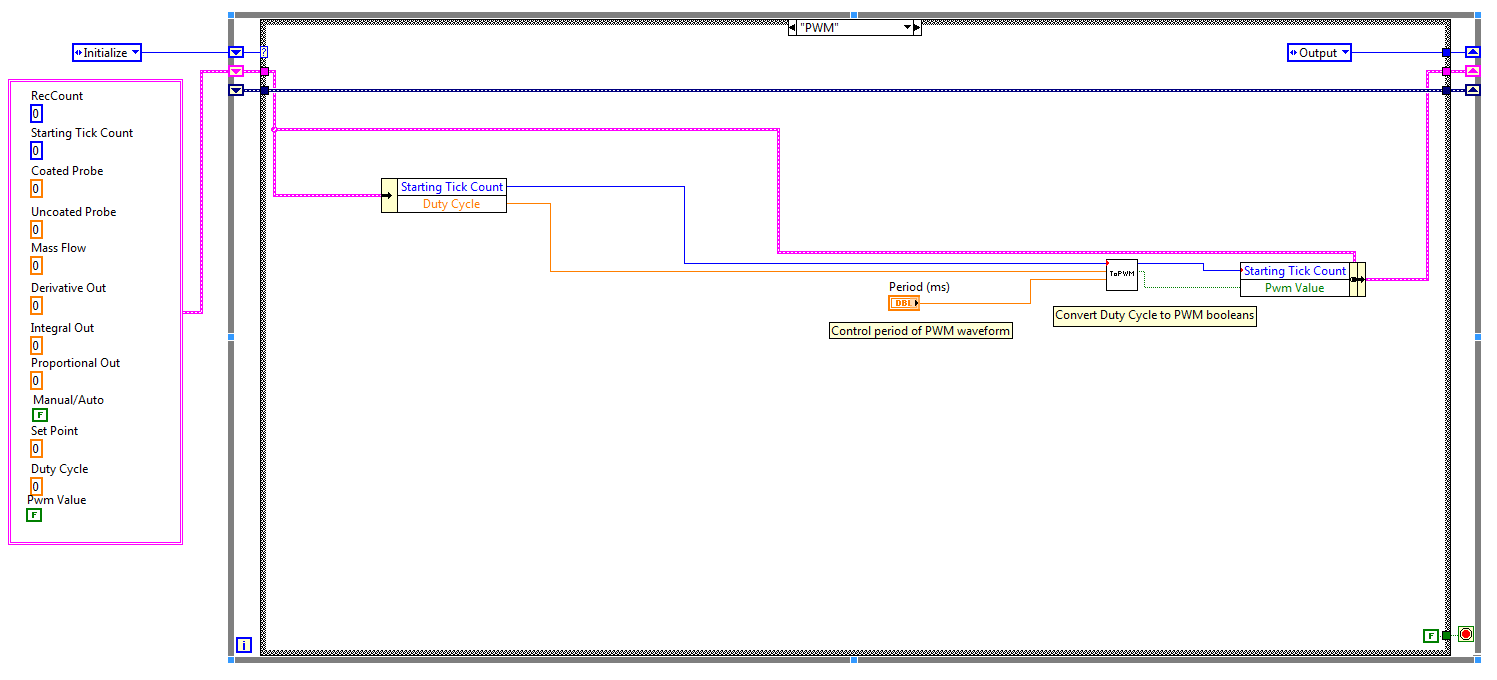 "PWM"
Initialize
?
Output
RecCount
0
Starting Tick Count
0
Coated Probe
0
Uncoated Probe
0
Mass Flow
0
Derivative Out
0
Integral Out
0
Proportional Out
0
Manual/Auto
F
Set Point
0
Duty Cycle
0
Pwm Value
F
Starting Tick Count
Duty Cycle
Period (ms)
DBL
Control period of PWM waveform
ToPWM
Convert Duty Cycle to PWM booleans
Starting Tick Count
Pwm Value
i
F